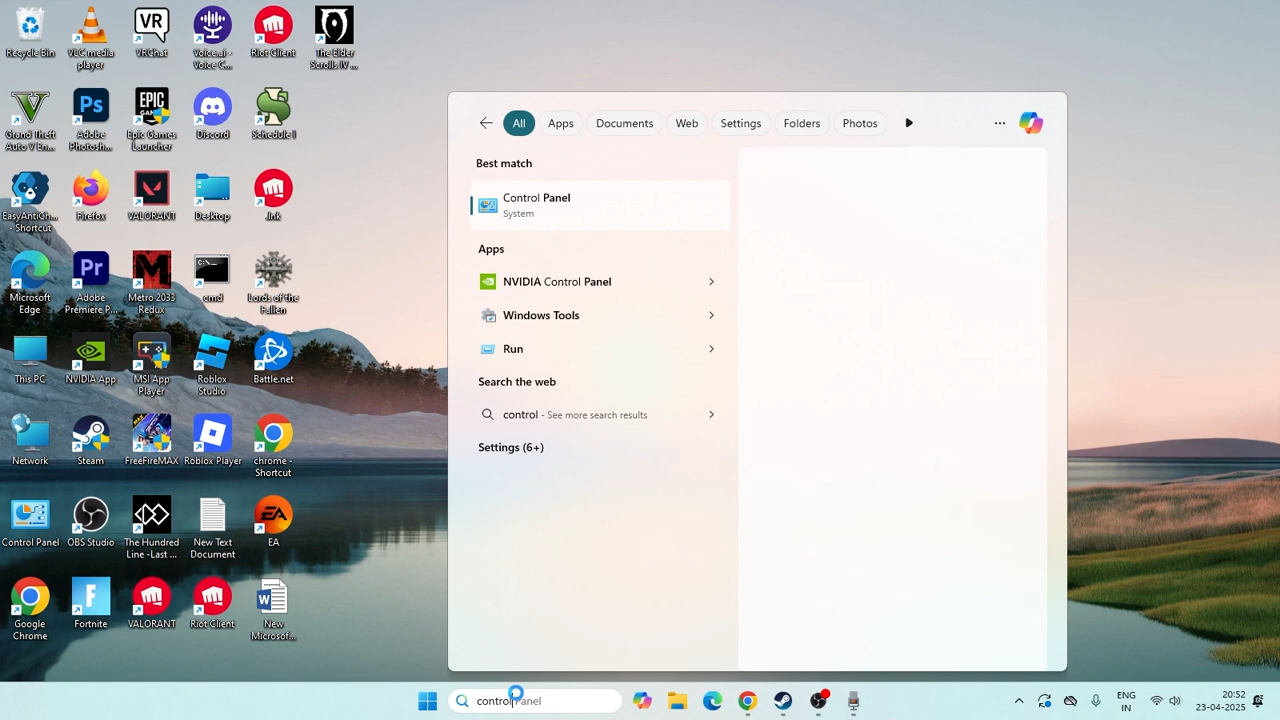 Recycle Bin
VLC media
player
VRChat
Voice.ai -
Voice C...
Riot Client
The Elder
Scrolls IV ...
Grand Theft
Auto V En...
Adobe
Photosh...
Epic Games
Launcher
Discord
Schedule I
EasyAntiCh...
- Shortcut
Firefox
VALORANT
Desktop
.lnk
Microsoft
Edge
Adobe
Premiere P...
Metro 2033
Redux
cmd
Lords of the
Fallen
This PC
NVIDIA App
MSI App
Player
Roblox
Studio
Battle.net
Network
Steam
FreeFireMAX
Roblox Player
chrome -
Shortcut
Control Panel
OBS Studio
The Hundred
Line -Last ...
New Text
Document
EA
Google
Chrome
Fortnite
VALORANT
Riot Client
New
Microsof...
All
Apps
Documents
Web
Settings
Folders
Photos
Best match
Control Panel
System
Apps
NVIDIA Control Panel
Windows Tools
Run
Search the web
control - See more search results
Settings (6+)
control Panel
ENG
IN
20:52
23-04-2025